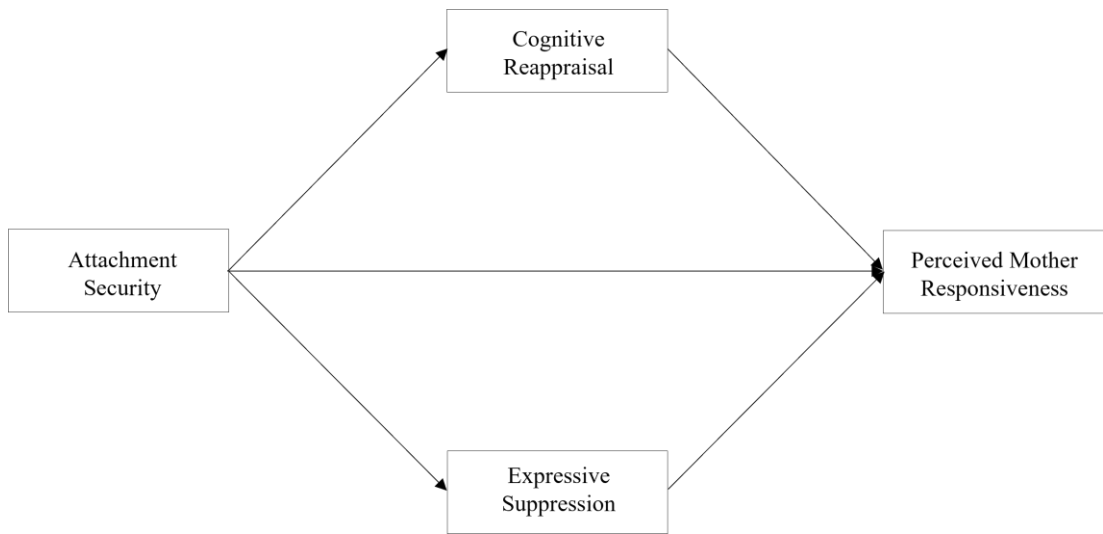 Cognitive
Reappraisal
Attachment
Security
Perceived Mother
Responsiveness
Expressive
Suppression